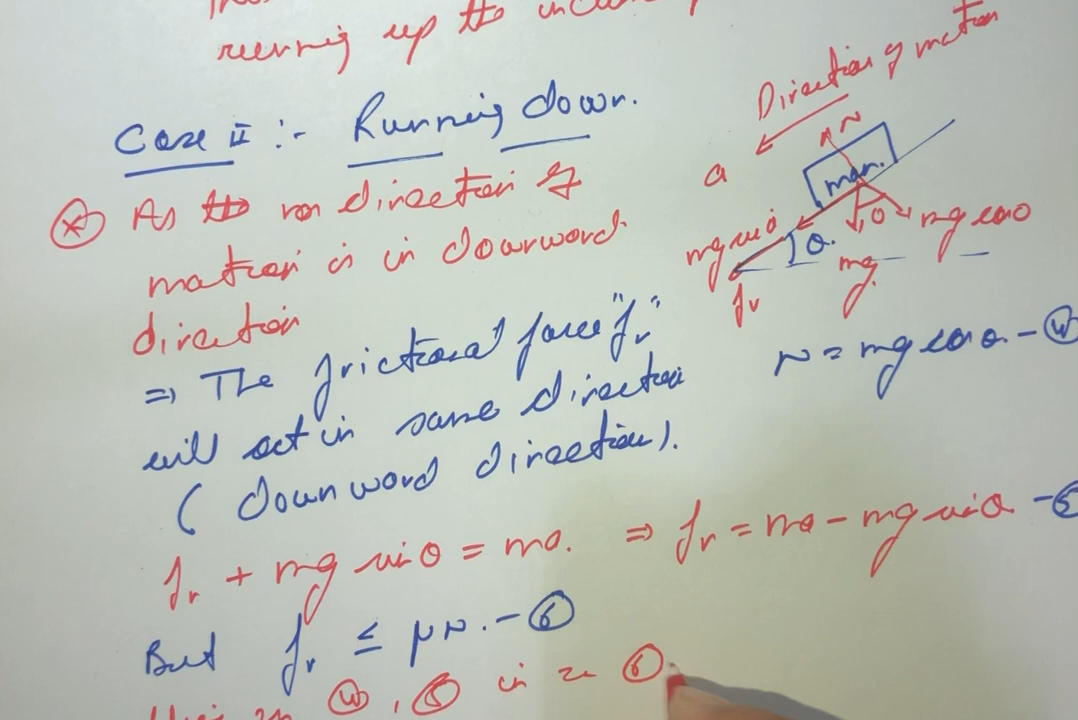 running up the
Case II :- Running down.
Direction of motion
a
N
man.
mg sinθ
θ.
θ
mg cosθ
mg
fr
* As the direction of
motion is in downward
direction
⇒ The frictional force "fr"
will act in same direction
( downward direction).
N = mg cosθ - ④
fr + mg sinθ = ma. ⇒ fr = ma - mg sinθ - ⑤
But fr ≤ μN. - ⑥
④, ⑤ in ⑥